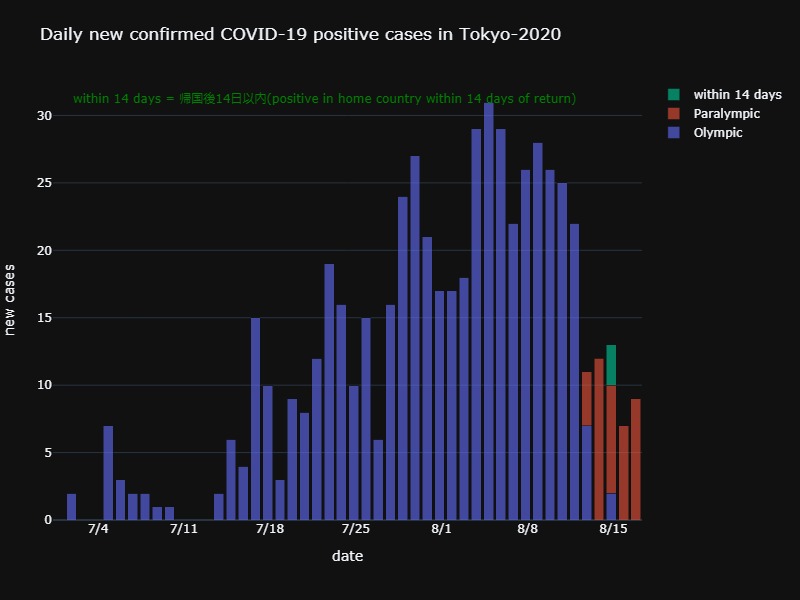 Daily new confirmed COVID-19 positive cases in Tokyo-2020
within 14 days = 帰国後14日以内(positive in home country within 14 days of return)
within 14 days
Paralympic
Olympic
30
25
20
15
10
5
0
new cases
7/4
7/11
7/18
7/25
8/1
8/8
8/15
date